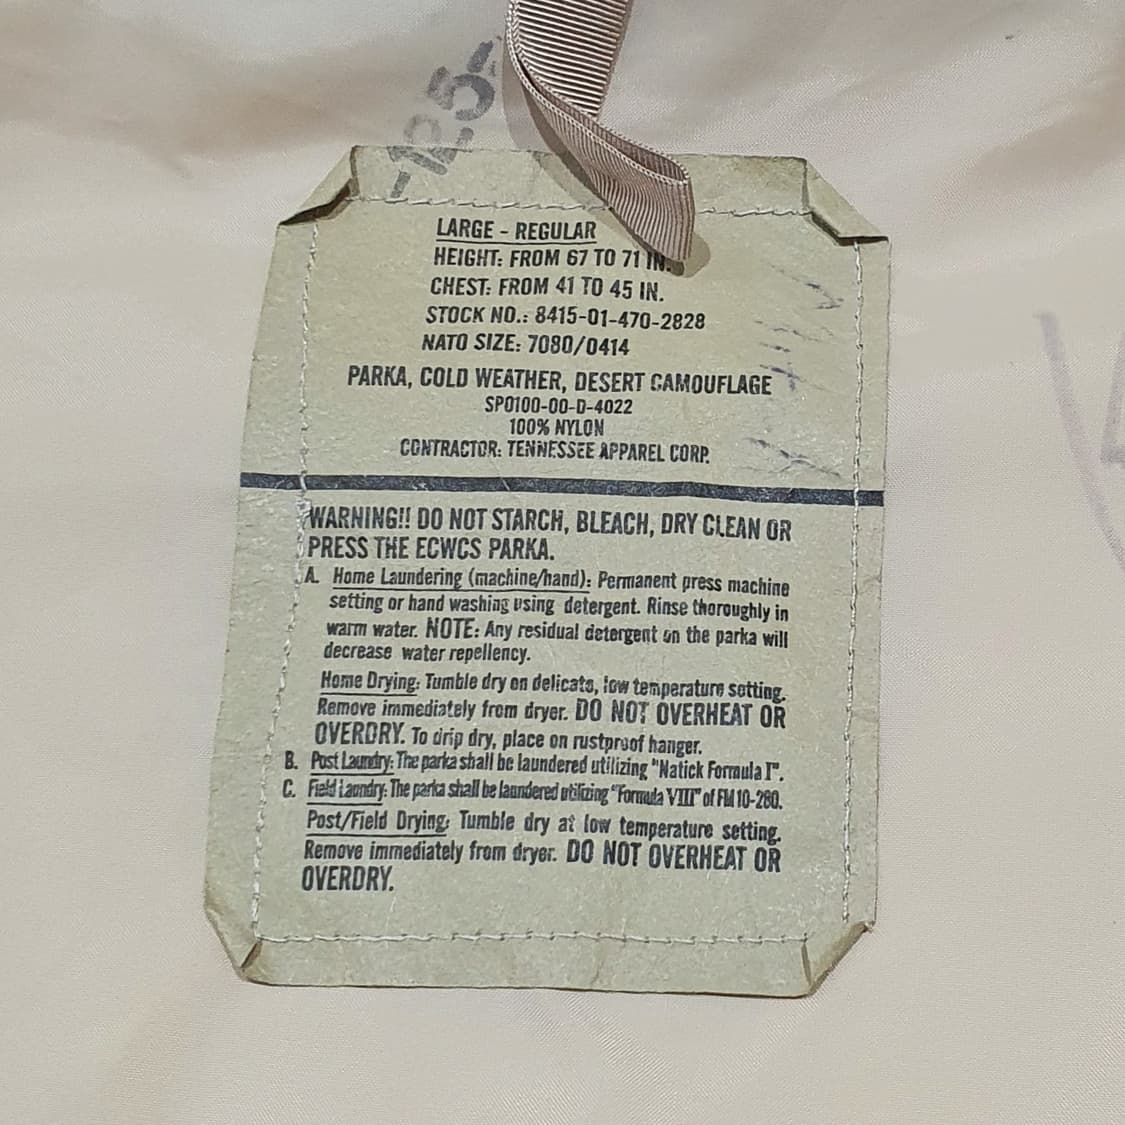 -125-
LARGE - REGULAR
HEIGHT: FROM 67 TO 71 IN.
CHEST: FROM 41 TO 45 IN.
STOCK NO.: 8415-01-470-2828
NATO SIZE: 7080/0414
PARKA, COLD WEATHER, DESERT CAMOUFLAGE
SPO100-00-D-4022
100% NYLON
CONTRACTOR: TENNESSEE APPAREL CORP.
WARNING!! DO NOT STARCH, BLEACH, DRY CLEAN OR
PRESS THE ECWCS PARKA.
A. Home Laundering (machine/hand): Permanent press machine
setting or hand washing using detergent. Rinse thoroughly in
warm water. NOTE: Any residual detergent on the parka will
decrease water repellency.
Home Drying: Tumble dry on delicate, low temperature setting.
Remove immediately from dryer. DO NOT OVERHEAT OR
OVERDRY. To drip dry, place on rustproof hanger.
B. Post Laundry: The parka shall be laundered utilizing "Natick Formula I".
C. Field Laundry: The parka shall be laundered utilizing "Formula VIII" of FM 10-280.
Post/Field Drying: Tumble dry at low temperature setting.
Remove immediately from dryer. DO NOT OVERHEAT OR
OVERDRY.